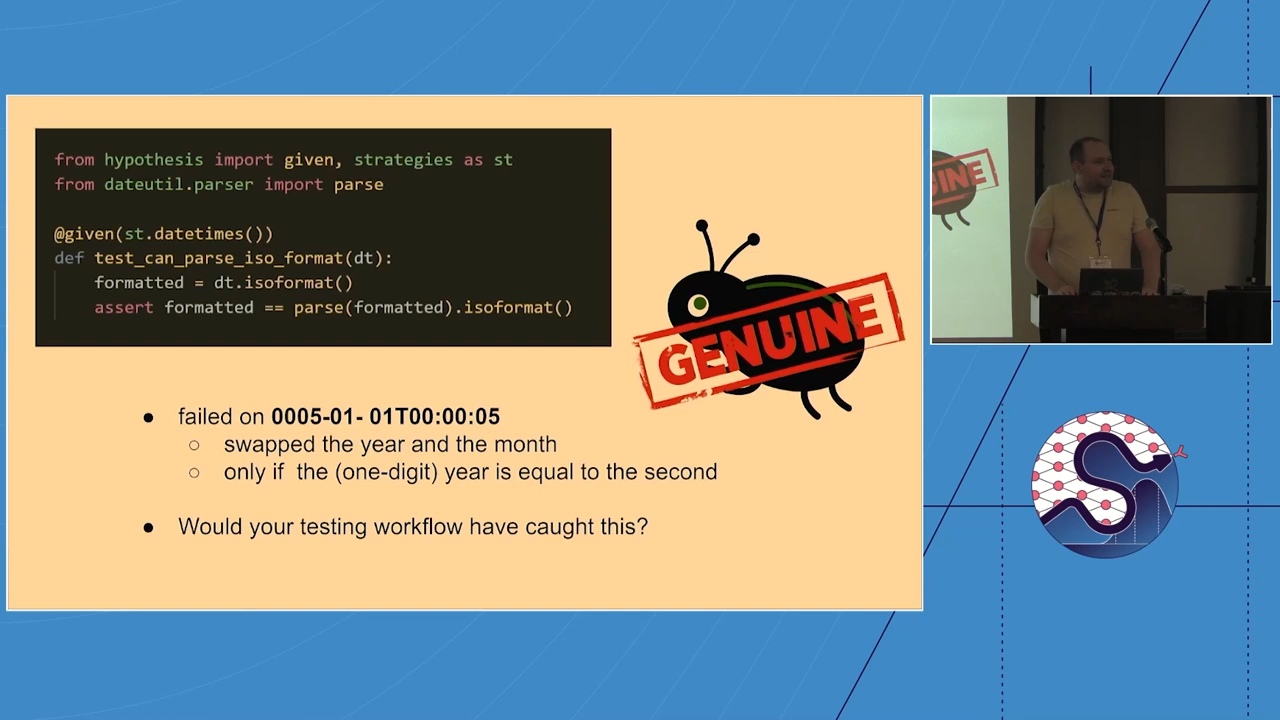 from hypothesis import given, strategies as st
from dateutil.parser import parse
@given(st.datetimes())
def test_can_parse_iso_format(dt):
formatted = dt.isoformat()
assert formatted == parse(formatted).isoformat()
GENUINE
● failed on 0005-01- 01T00:00:05
○ swapped the year and the month
○ only if the (one-digit) year is equal to the second
● Would your testing workflow have caught this?
UINE